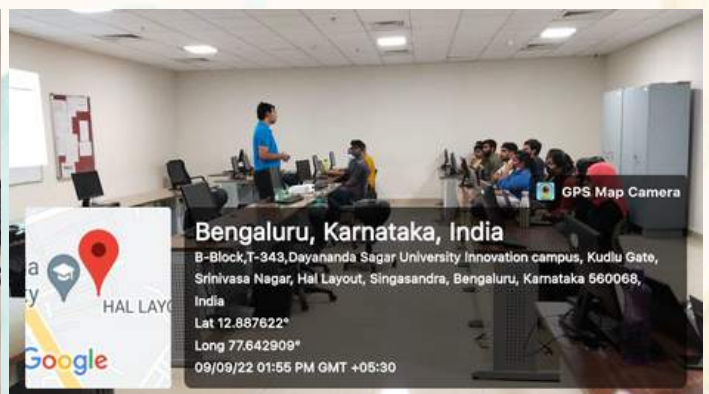 GPS Map Camera
Bengaluru, Karnataka, India
B-Block,T-343,Dayananda Sagar University Innovation campus, Kudlu Gate,
Srinivasa Nagar, Hal Layout, Singasandra, Bengaluru, Karnataka 560068,
India
Lat 12.887622°
Long 77.642909°
09/09/22 01:55 PM GMT +05:30
a
ty
HAL LAYO
Google